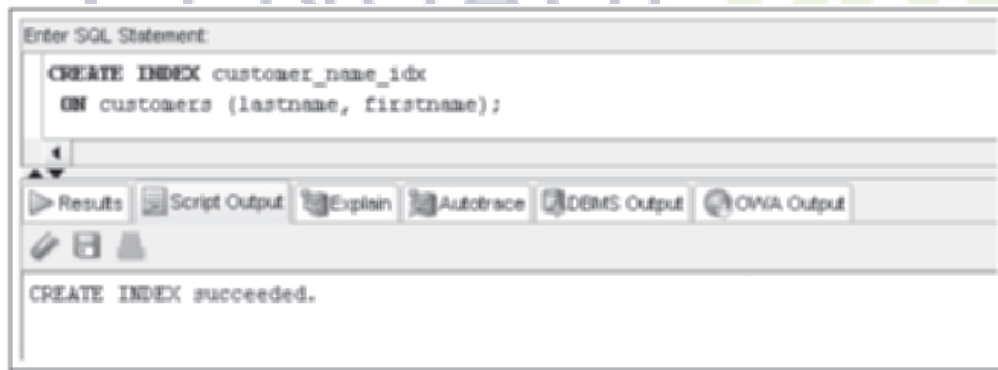 Enter SQL Statement:
CREATE INDEX customer_name_idx
ON customers (lastname, firstname);
Results Script Output Explain Autotrace DBMS Output OWA Output
CREATE INDEX succeeded.